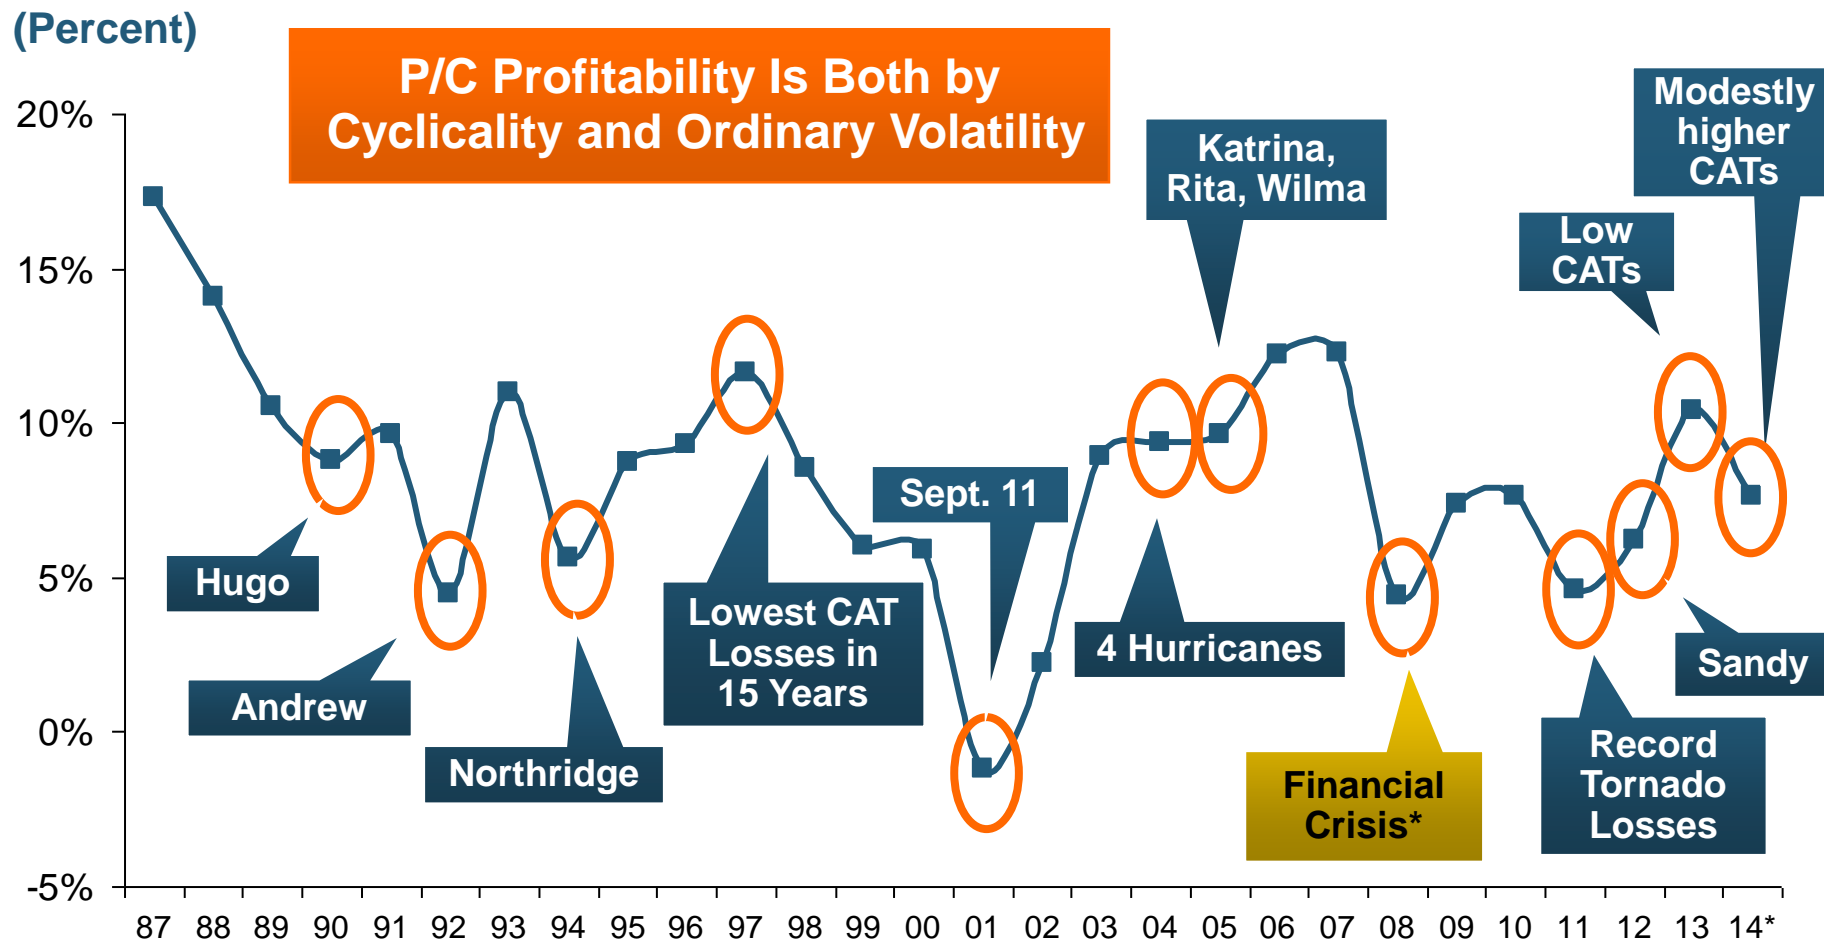 (Percent)
P/C Profitability Is Both by
Cyclicality and Ordinary Volatility
Modestly
higher
CATs
Katrina,
Rita, Wilma
Low
CATs
20%
15%
10%
5%
0%
-5%
Hugo
Andrew
Northridge
Lowest CAT
Losses in
15 Years
Sept. 11
4 Hurricanes
Financial
Crisis*
Record
Tornado
Losses
Sandy
87 88 89 90 91 92 93 94 95 96 97 98 99 00 01 02 03 04 05 06 07 08 09 10 11 12 13 14*